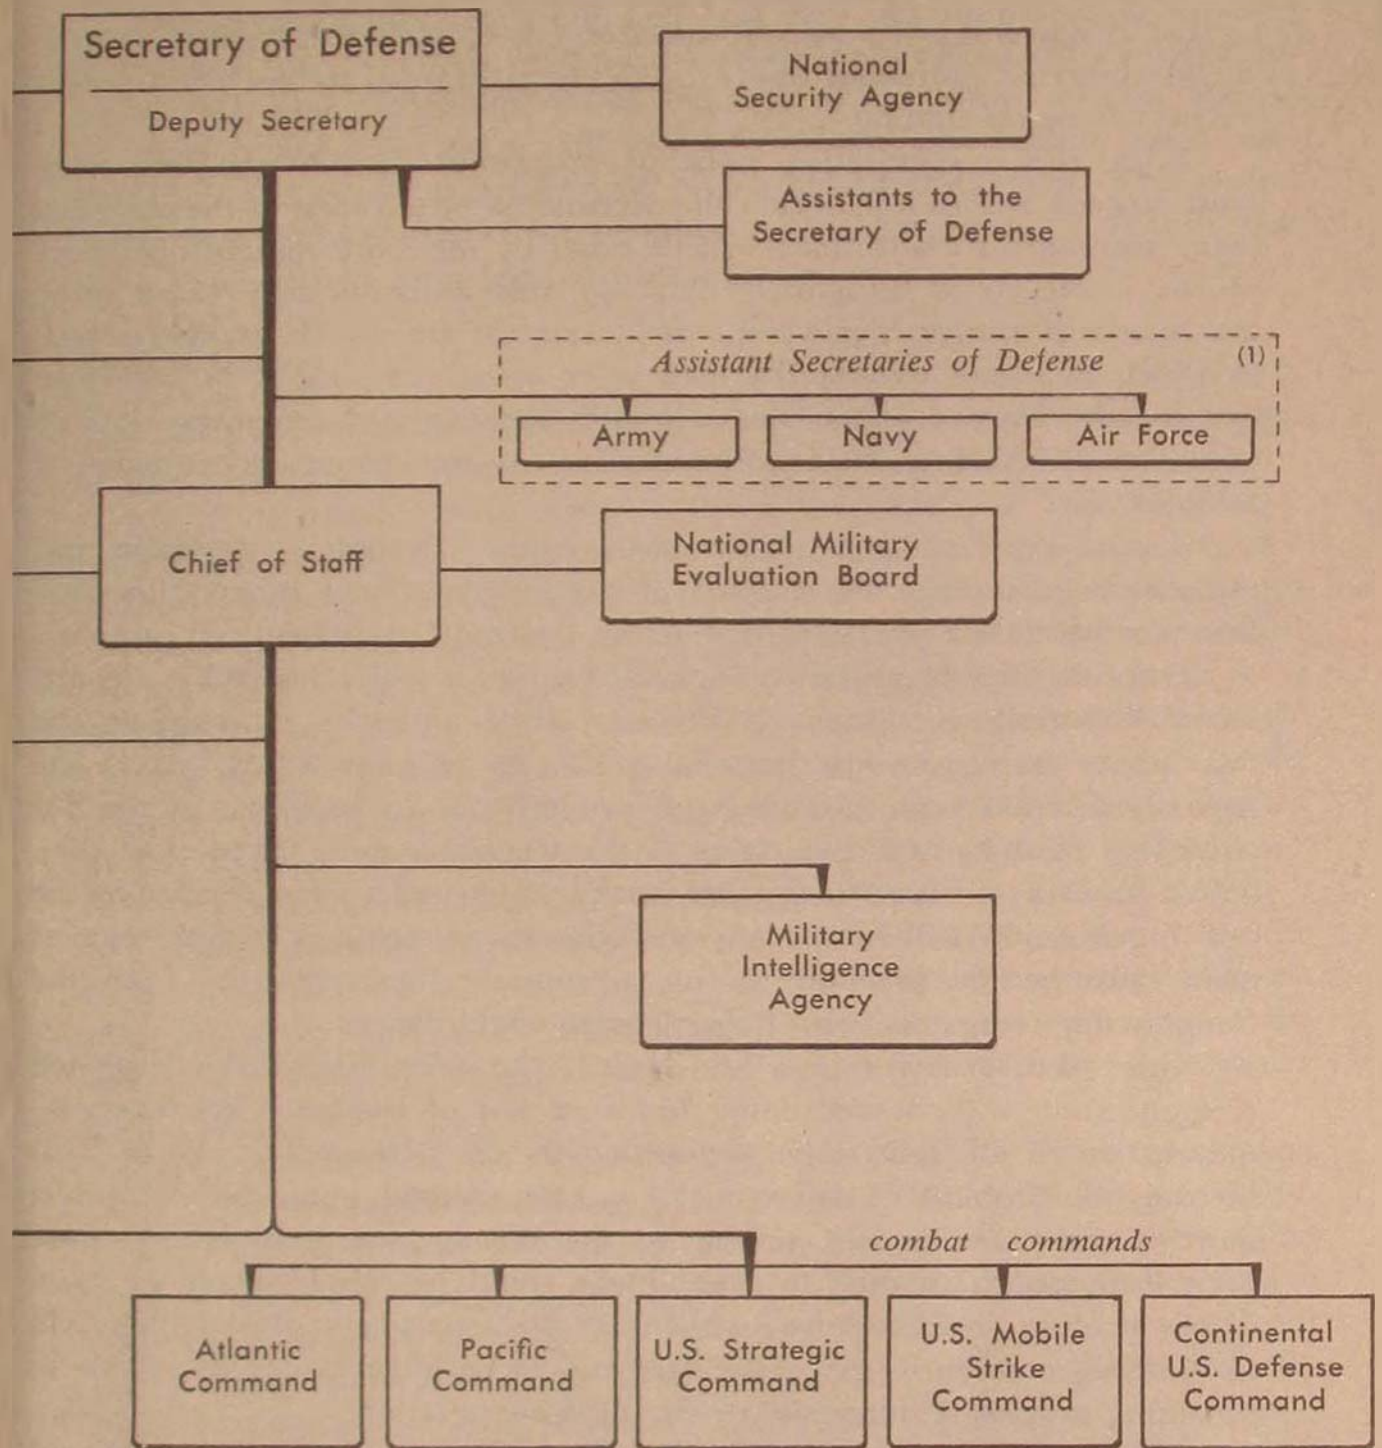 Secretary of Defense
Deputy Secretary
National
Security Agency
Assistants to the
Secretary of Defense
Assistant Secretaries of Defense (1)
Army
Navy
Air Force
Chief of Staff
National Military
Evaluation Board
Military
Intelligence
Agency
combat commands
Atlantic
Command
Pacific
Command
U.S. Strategic
Command
U.S. Mobile
Strike
Command
Continental
U.S. Defense
Command